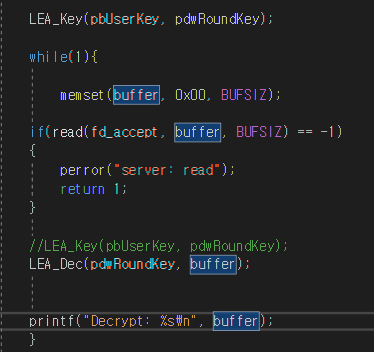 LEA_Key(pbUserKey, pdwRoundKey);
while(1){
memset(buffer, 0x00, BUFSIZ);
if(read(fd_accept, buffer, BUFSIZ) == -1)
{
perror("server: read");
return 1;
}
//LEA_Key(pbUserKey, pdwRoundKey);
LEA_Dec(pdwRoundKey, buffer);
printf("Decrypt: %s₩n", buffer);
}